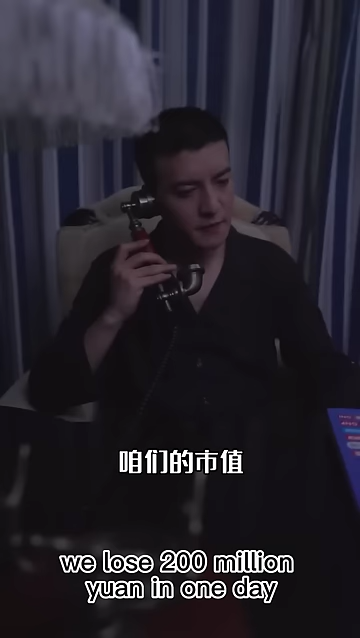 咱们的市值
we lose 200 million
yuan in one day